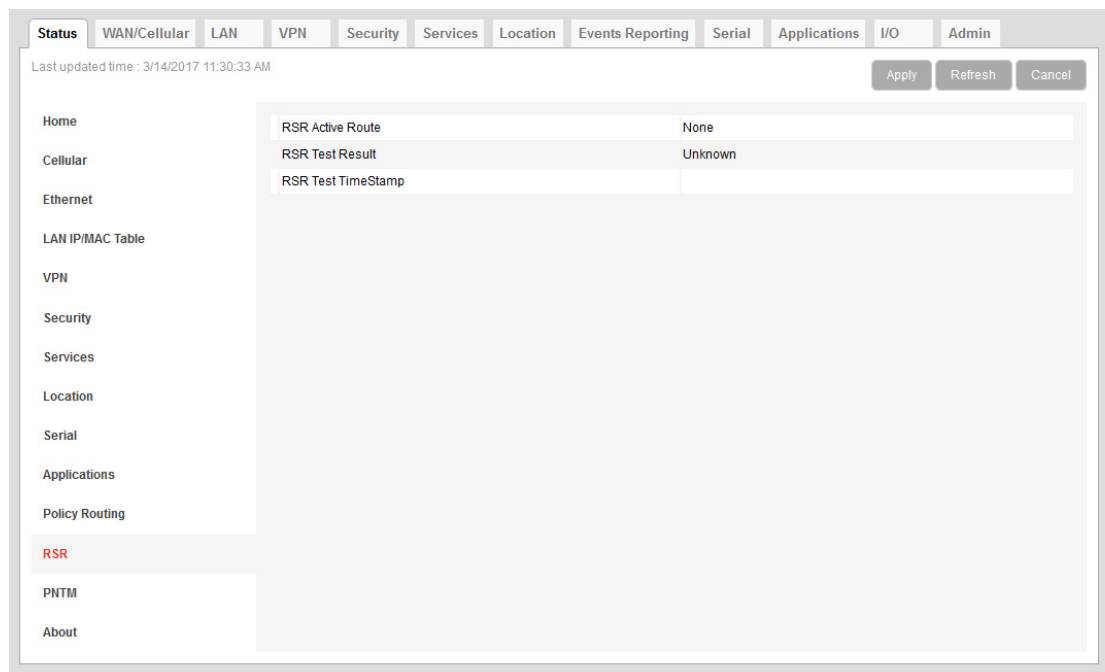 Status WAN/Cellular LAN VPN Security Services Location Events Reporting Serial Applications I/O Admin
Last updated time : 3/14/2017 11:30:33 AM
Apply Refresh Cancel
Home
Cellular
Ethernet
LAN IP/MAC Table
VPN
Security
Services
Location
Serial
Applications
Policy Routing
RSR
PNTM
About
RSR Active Route None
RSR Test Result Unknown
RSR Test TimeStamp